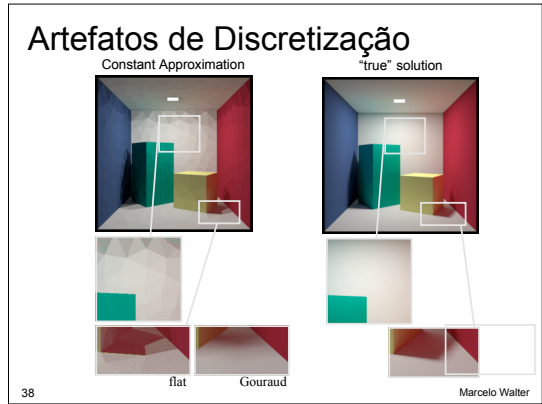 Artefatos de Discretização
Constant Approximation
“true” solution
flat
Gouraud
38
Marcelo Walter